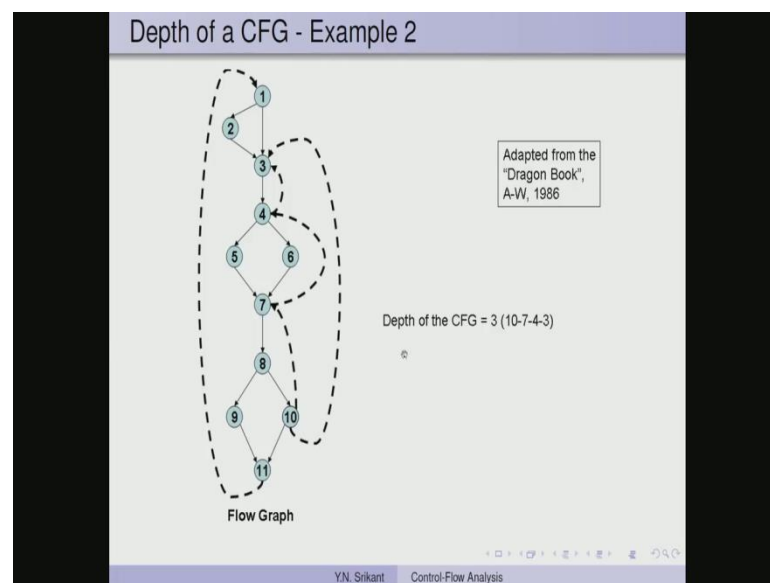 Depth of a CFG - Example 2
1
2
3
4
5
6
7
8
9
10
11
Flow Graph
Adapted from the
"Dragon Book",
A-W, 1986
Depth of the CFG = 3 (10-7-4-3)
Y.N. Srikant
Control-Flow Analysis